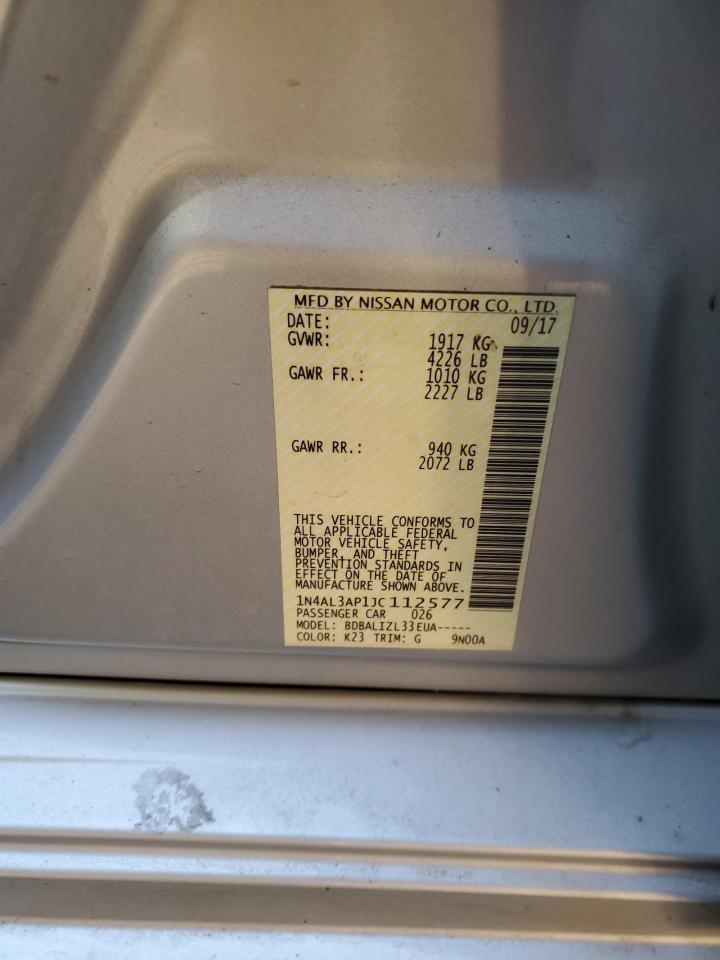 MFD BY NISSAN MOTOR CO., LTD.
DATE: 09/17
GVWR: 1917 KG
4226 LB
GAWR FR.: 1010 KG
2227 LB
GAWR RR.: 940 KG
2072 LB
THIS VEHICLE CONFORMS TO
ALL APPLICABLE FEDERAL
MOTOR VEHICLE SAFETY,
BUMPER, AND THEFT
PREVENTION STANDARDS IN
EFFECT ON THE DATE OF
MANUFACTURE SHOWN ABOVE.
1N4AL3AP1JC112577
PASSENGER CAR 026
MODEL: BDBALIZL33EUA-----
COLOR: K23 TRIM: G 9N00A